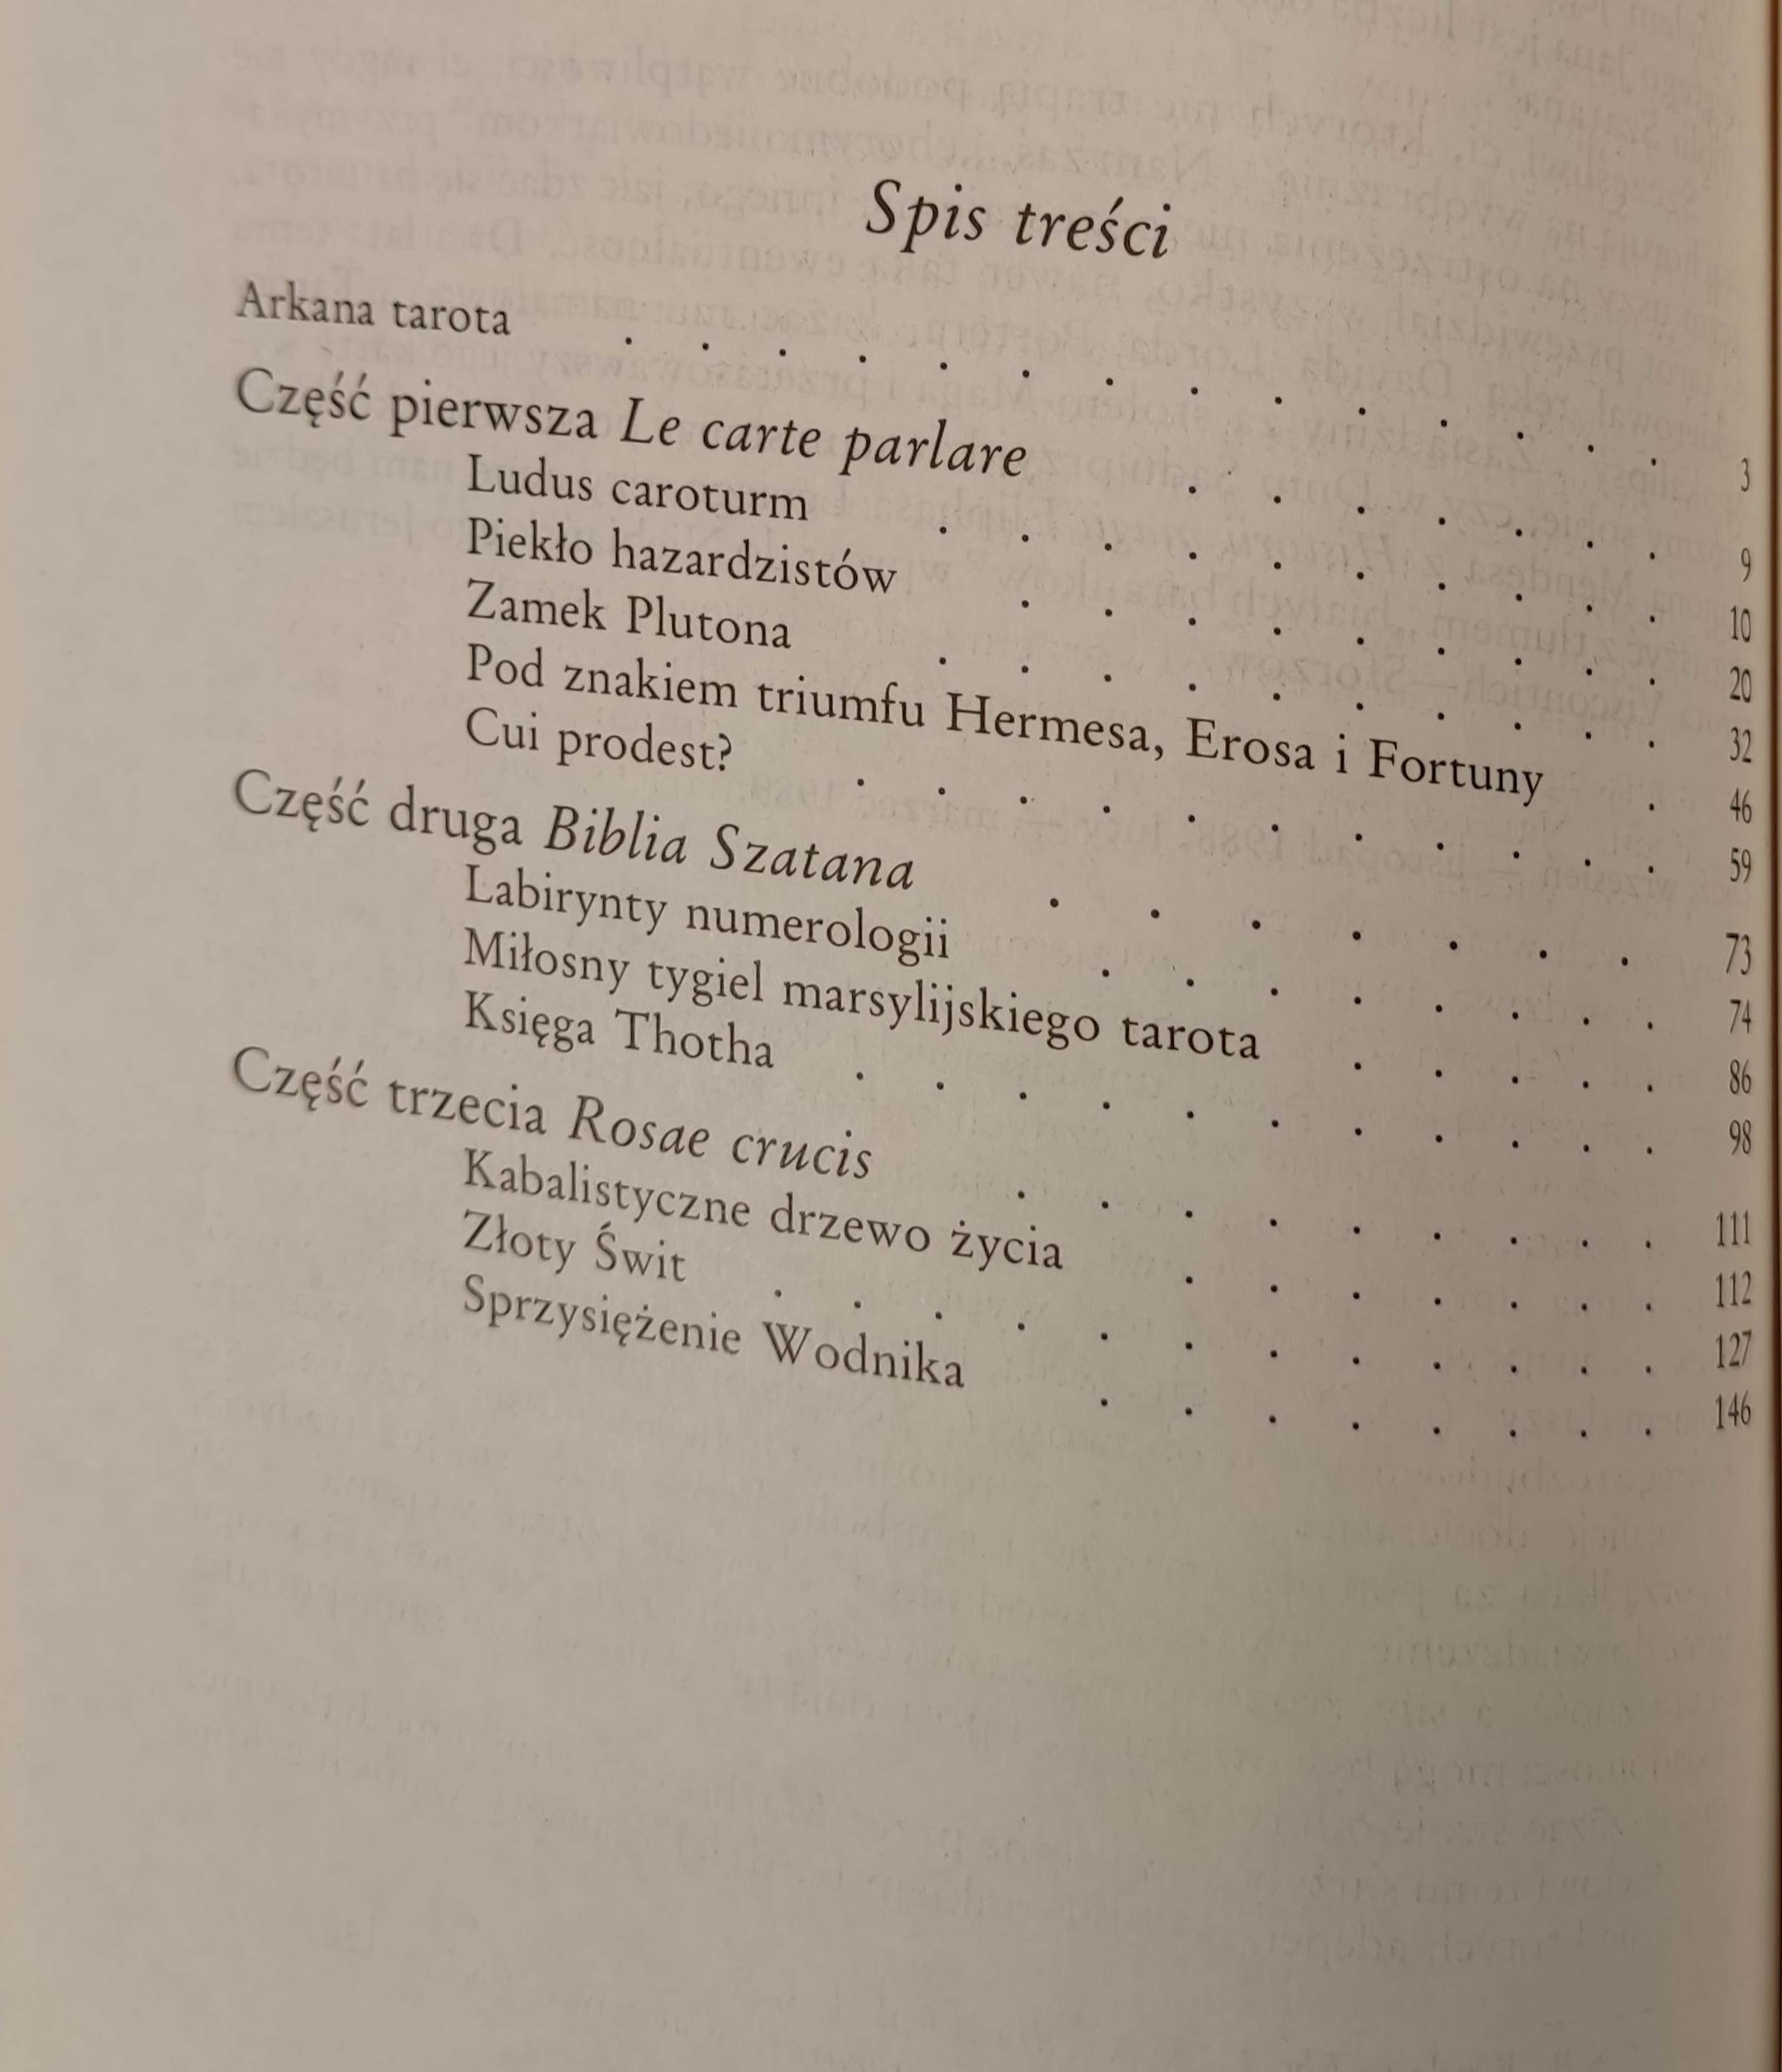 Spis treści
Arkana tarota . . . . . . . . . . . . . . 3
Część pierwsza Le carte parlare . . . . . . . 9
Ludus caroturm . . . . . . . . . . 10
Piekło hazardzistów . . . . . . . . . 20
Zamek Plutona . . . . . . . . . . 32
Pod znakiem triumfu Hermesa, Erosa i Fortuny . 46
Cui prodest? . . . . . . . . . . . 59
Część druga Biblia Szatana . . . . . . . 73
Labirynty numerologii . . . . . . . . 74
Miłosny tygiel marsylijskiego tarota . . . . . 86
Księga Thotha . . . . . . . . . . . 98
Część trzecia Rosae crucis . . . . . . . . . 111
Kabalistyczne drzewo życia . . . . . . . 112
Złoty Świt . . . . . . . . . . . . 127
Sprzysiężenie Wodnika . . . . . . . . 146